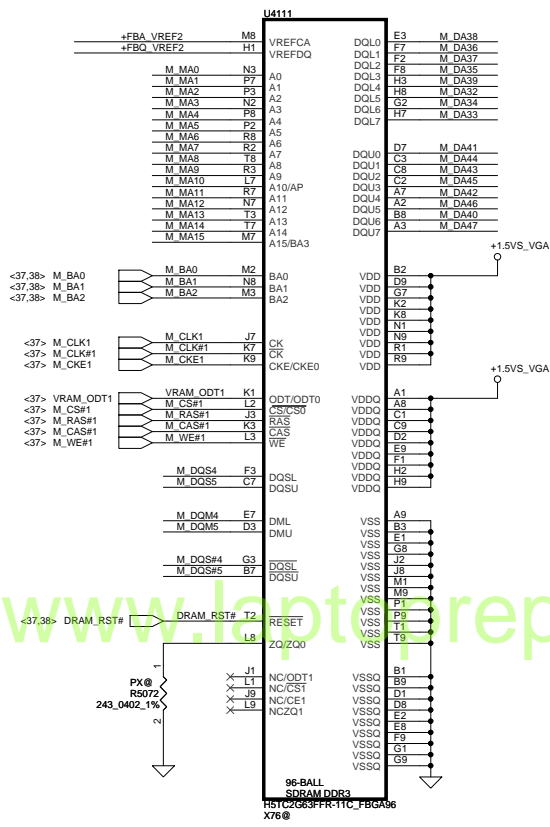 U4111
+FBA_VREF2 M8 VREFCA
+FBQ_VREF2 H1 VREFDQ
M_MA0 N3 A0
M_MA1 P7 A1
M_MA2 P3 A2
M_MA3 N2 A3
M_MA4 P8 A4
M_MA5 P2 A5
M_MA6 R8 A6
M_MA7 R2 A7
M_MA8 T8 A8
M_MA9 R3 A9
M_MA10 L7 A10/AP
M_MA11 R7 A11
M_MA12 N7 A12
M_MA13 T3 A13
M_MA14 T7 A14
M_MA15 M7 A15/BA3
<37,38> M_BA0 M_BA0 M2 BA0
<37,38> M_BA1 M_BA1 N8 BA1
<37,38> M_BA2 M_BA2 M3 BA2
<37> M_CLK1 M_CLK1 J7 CK
<37> M_CLK#1 M_CLK#1 K7 CK
<37> M_CKE1 M_CKE1 K9 CKE/CKE0
<37> VRAM_ODT1 VRAM_ODT1 K1 ODT/ODT0
<37> M_CS#1 M_CS#1 L2 CS/CS0
<37> M_RAS#1 M_RAS#1 J3 RAS
<37> M_CAS#1 M_CAS#1 K3 CAS
<37> M_WE#1 M_WE#1 L3 WE
M_DQS4 F3 DQSL
M_DQS5 C7 DQSU
M_DQM4 E7 DML
M_DQM5 D3 DMU
M_DQS#4 G3 DQSL
M_DQS#5 B7 DQSU
<37,38> DRAM_RST# DRAM_RST# T2 RESET
L8 ZQ/ZQ0
J1 NC/ODT1
L1 NC/CS1
J9 NC/CE1
L9 NCZQ1
1
PX@
R5072
243_0402_1%
2
DQL0 E3 M_DA38
DQL1 F7 M_DA36
DQL2 F2 M_DA37
DQL3 F8 M_DA35
DQL4 H3 M_DA39
DQL5 H8 M_DA32
DQL6 G2 M_DA34
DQL7 H7 M_DA33
DQU0 D7 M_DA41
DQU1 C3 M_DA44
DQU2 C8 M_DA43
DQU3 C2 M_DA45
DQU4 A7 M_DA42
DQU5 A2 M_DA46
DQU6 B8 M_DA40
DQU7 A3 M_DA47
+1.5VS_VGA
VDD B2
VDD D9
VDD G7
VDD K2
VDD K8
VDD N1
VDD N9
VDD R1
VDD R9
+1.5VS_VGA
VDDQ A1
VDDQ A8
VDDQ C1
VDDQ C9
VDDQ D2
VDDQ E9
VDDQ F1
VDDQ H2
VDDQ H9
VSS A9
VSS B3
VSS E1
VSS G8
VSS J2
VSS J8
VSS M1
VSS M9
VSS P1
VSS P9
VSS T1
VSS T9
VSSQ B1
VSSQ B9
VSSQ D1
VSSQ D8
VSSQ E2
VSSQ E8
VSSQ F9
VSSQ G1
VSSQ G9
96-BALL
SDRAM DDR3
H5TC2G63FFR-11C_FBGA96
X76@
www.laptoprep